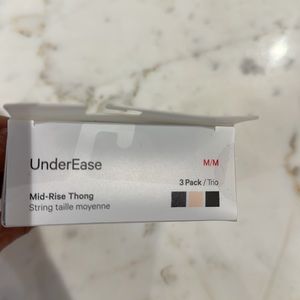 UnderEase
M/M
3 Pack / Trio
Mid-Rise Thong
String taille moyenne